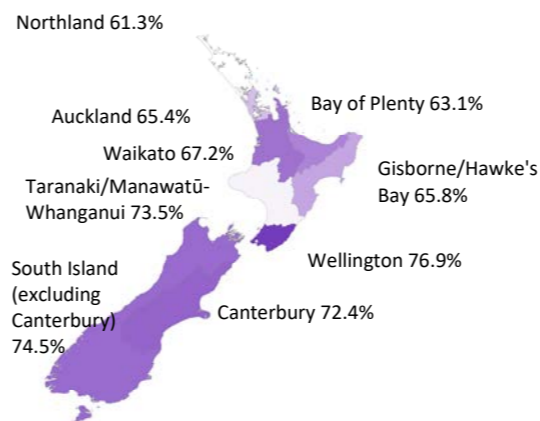 Northland 61.3%
Auckland 65.4%
Bay of Plenty 63.1%
Waikato 67.2%
Taranaki/Manawatū-
Whanganui 73.5%
Gisborne/Hawke's
Bay 65.8%
Wellington 76.9%
South Island
(excluding
Canterbury)
74.5%
Canterbury 72.4%